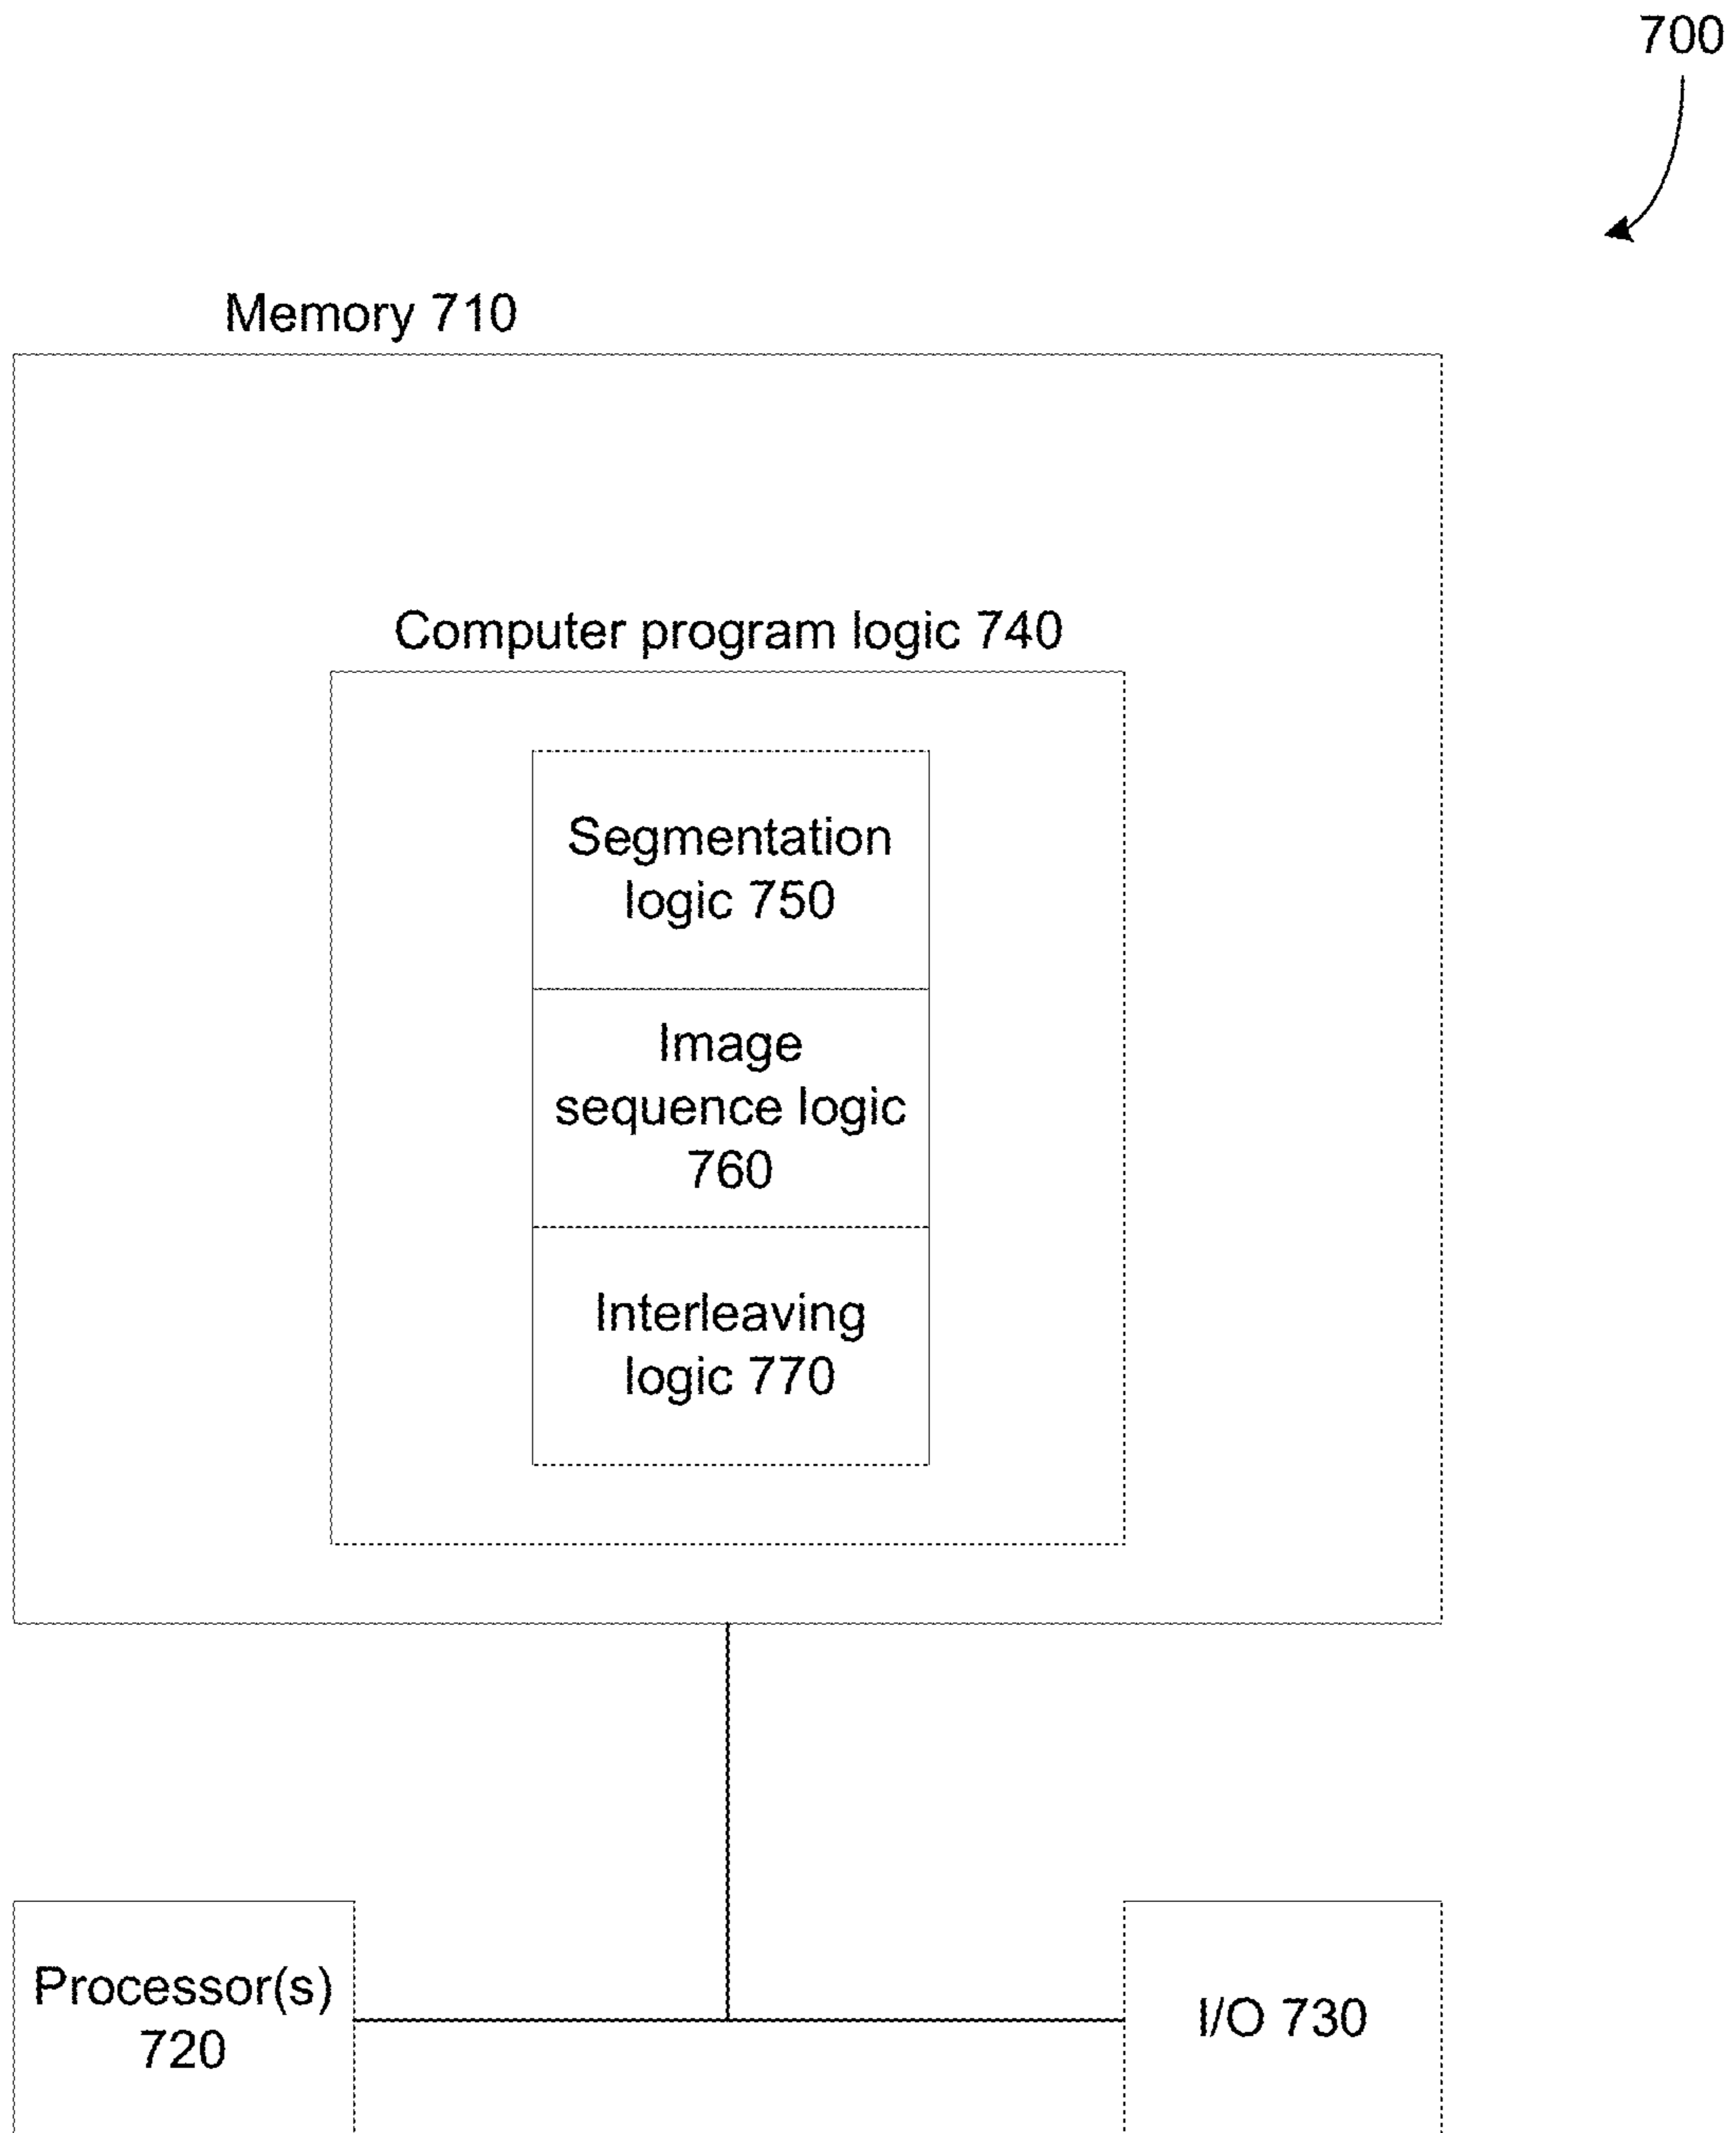 700
Memory 710
Computer program logic 740
Segmentation
logic 750
Image
sequence logic
760
Interleaving
logic 770
Processor(s)
720
I/O 730